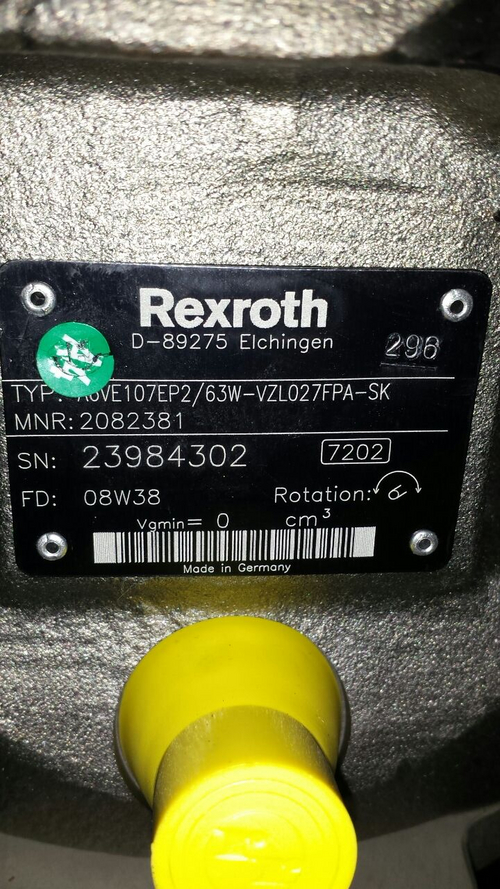 Rexroth
D-89275 Elchingen
296
TYP: A6VE107EP2/63W-VZL027FPA-SK
MNR: 2082381
SN: 23984302
7202
FD: 08W38
Rotation:
Vgmin= 0 cm³
Made in Germany